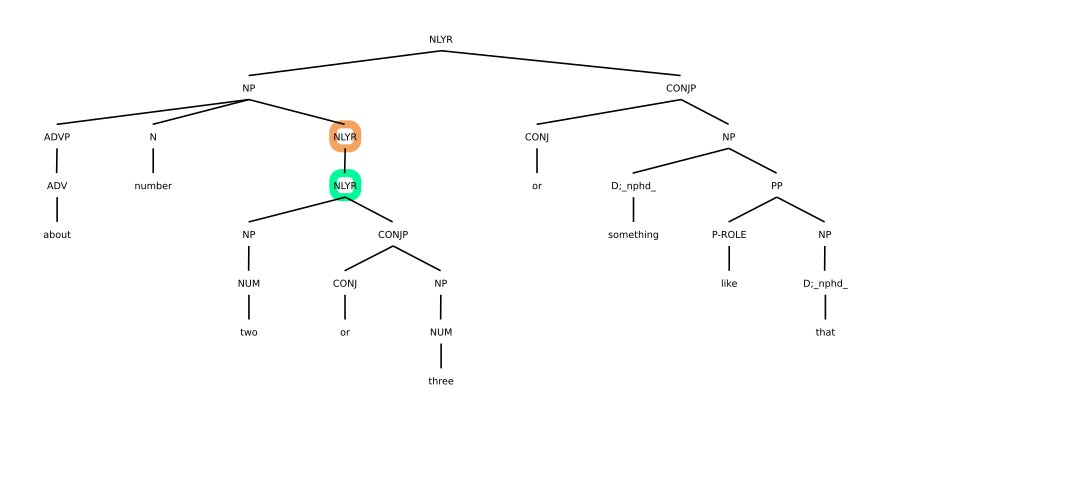 NLYR
NP CONJP
ADVP N NLYR CONJ NP
ADV number NLYR or D;_nphd_ PP
about NP CONJP something P-ROLE NP
NUM CONJ NP like D;_nphd_
two or NUM that
three